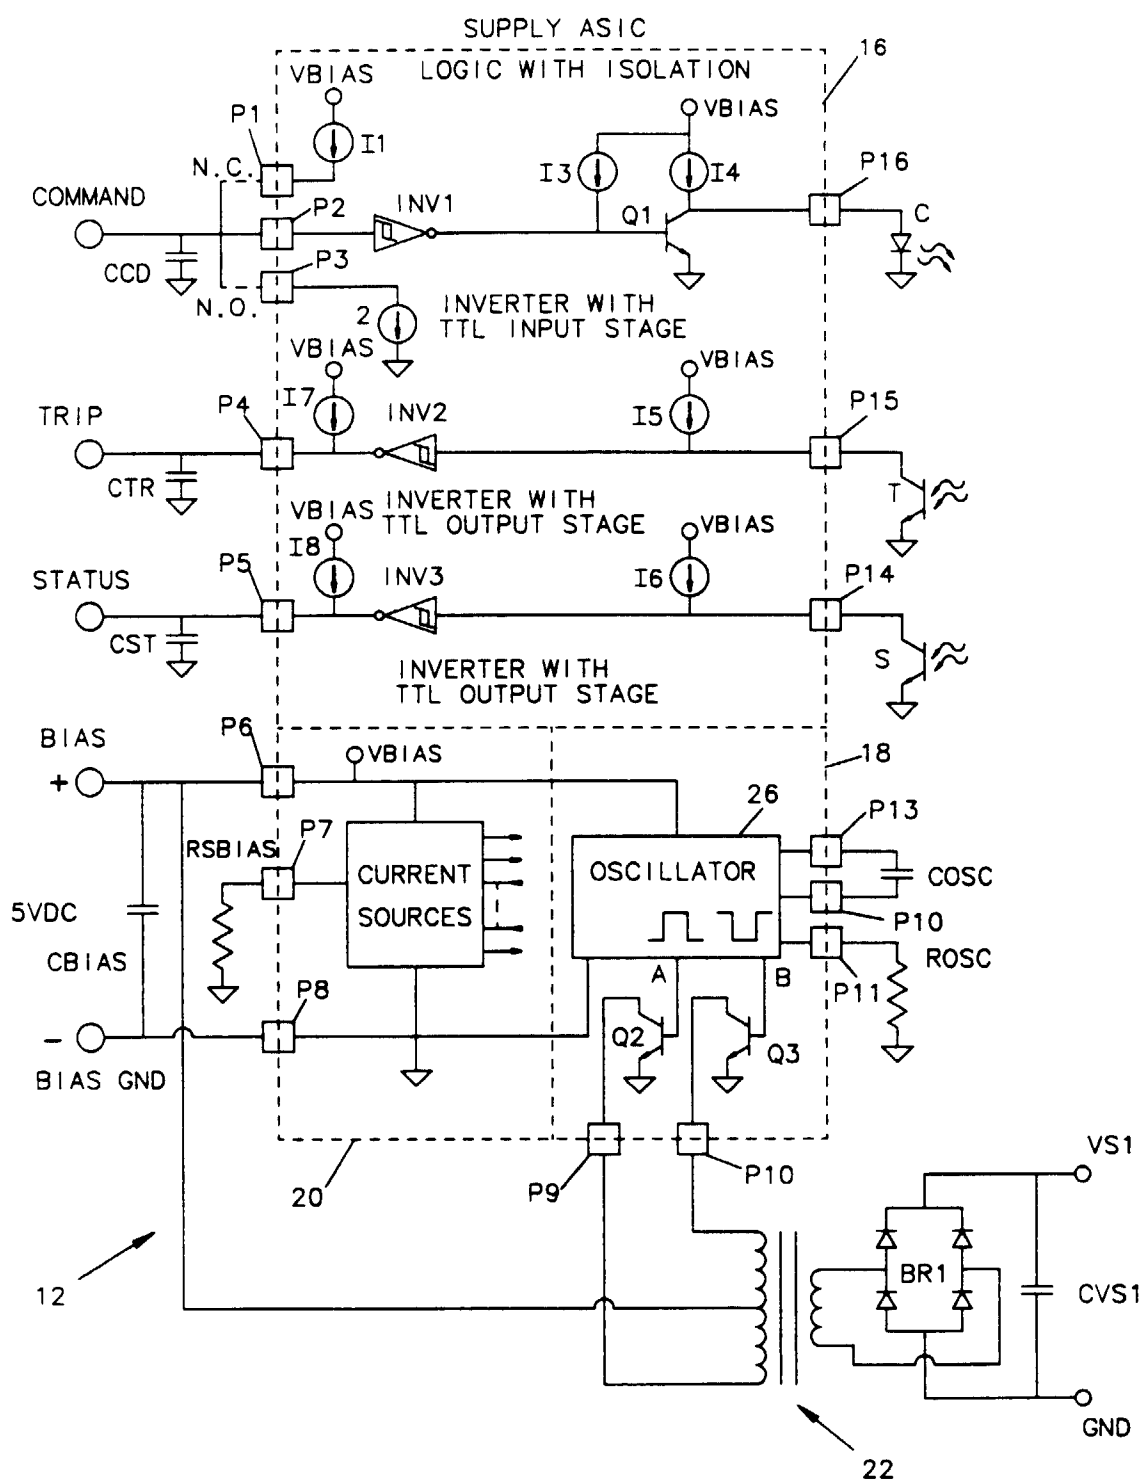 SUPPLY ASIC
LOGIC WITH ISOLATION
16
VBIAS
P1
I1
VBIAS
N.C.
I3
I4
P16
COMMAND
P2
INV1
Q1
C
CCD
P3
N.O.
2
INVERTER WITH
TTL INPUT STAGE
VBIAS
VBIAS
TRIP
P4
I7
INV2
I5
P15
CTR
T
VBIAS
INVERTER WITH
TTL OUTPUT STAGE
VBIAS
STATUS
P5
I8
INV3
I6
P14
CST
S
INVERTER WITH
TTL OUTPUT STAGE
BIAS
P6
VBIAS
18
+
26
P13
RSBIAS
P7
CURRENT
SOURCES
OSCILLATOR
COSC
5VDC
P10
CBIAS
A
B
P11
ROSC
P8
Q2
Q3
-
BIAS GND
20
P9
P10
VS1
12
BR1
CVS1
GND
22